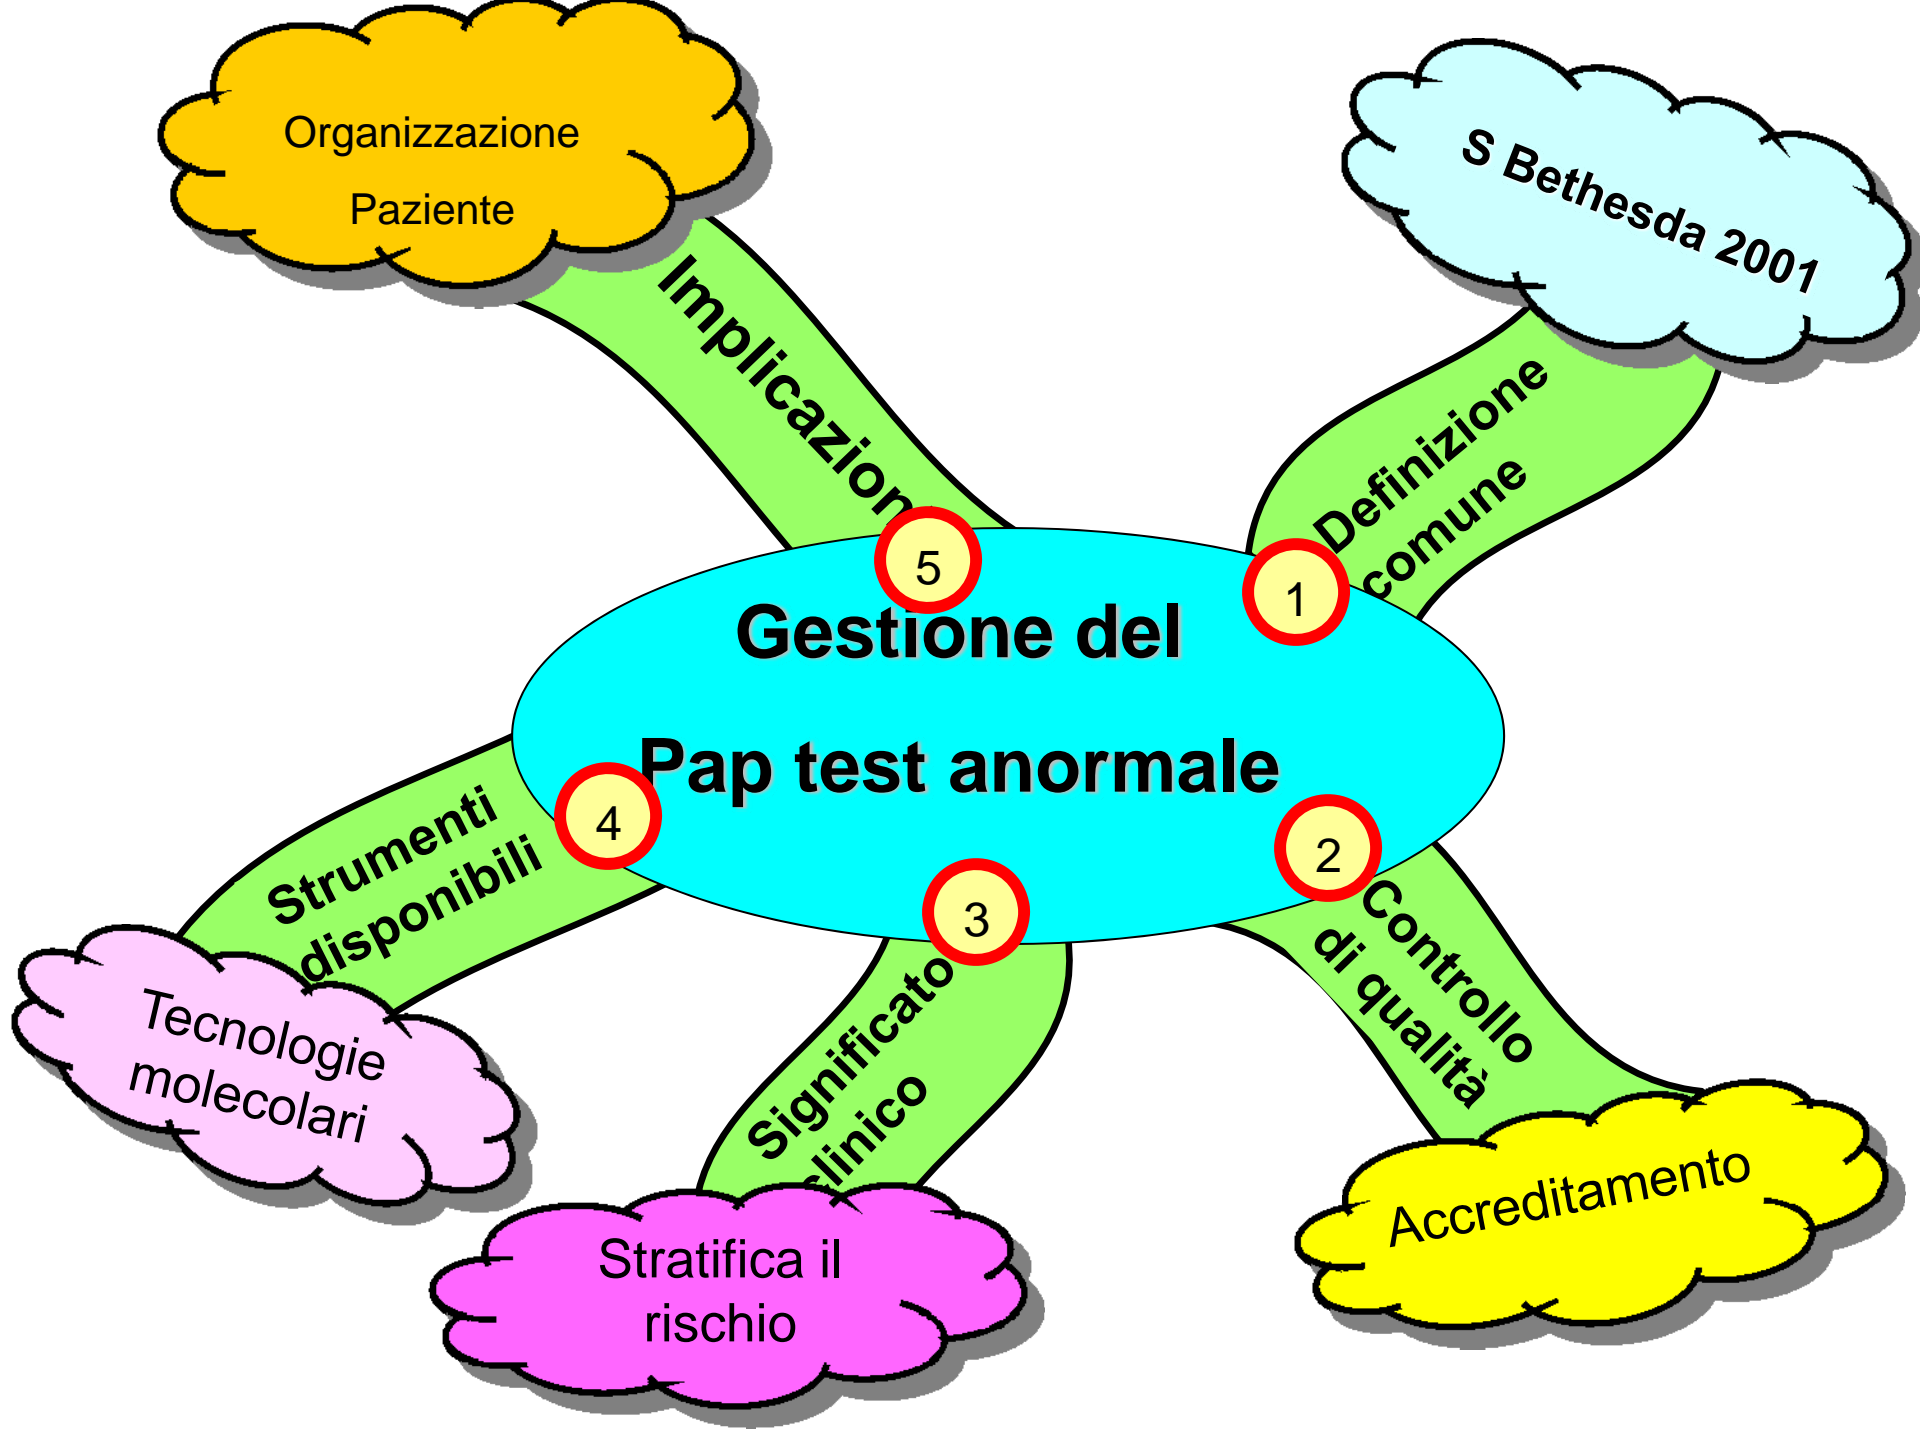 Organizzazione
Paziente
S Bethesda 2001
Implicazion
Definizione
comune
5
1
Gestione del
Pap test anormale
4
2
3
Strumenti
disponibili
Controllo
di qualità
Significato
clinico
Tecnologie
molecolari
Accreditamento
Stratifica il
rischio